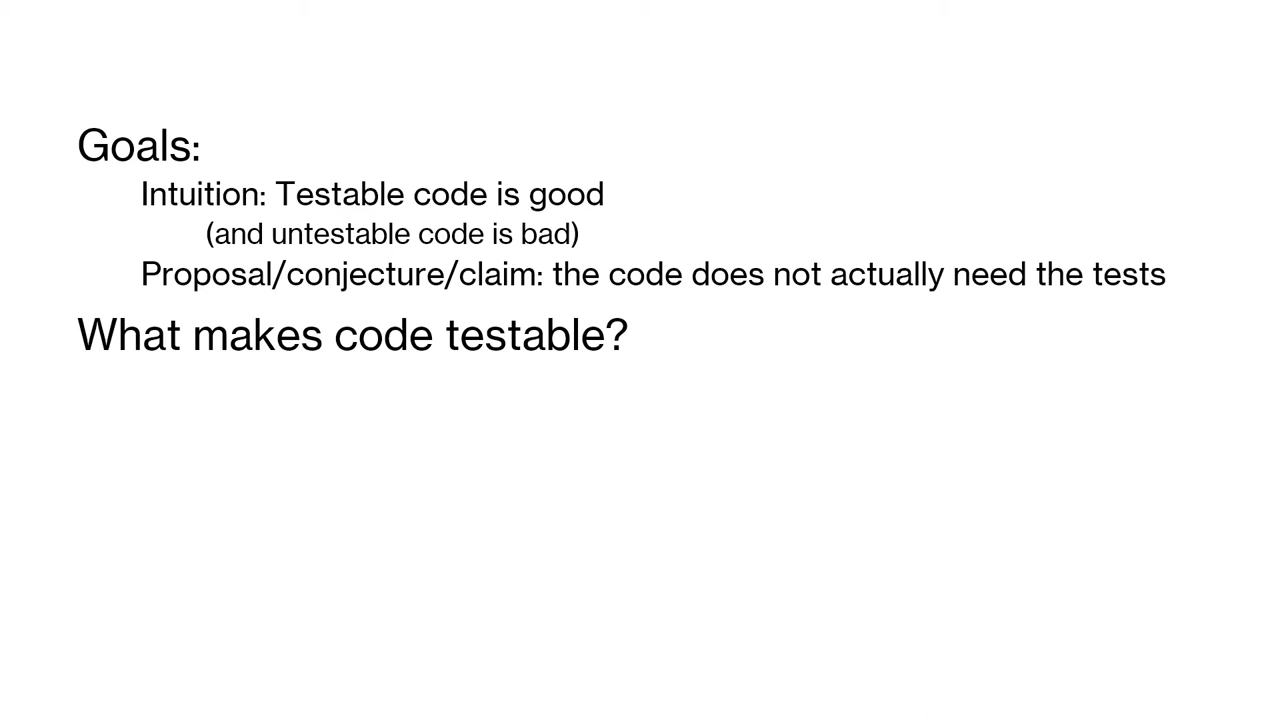 Goals:
Intuition: Testable code is good
(and untestable code is bad)
Proposal/conjecture/claim: the code does not actually need the tests
What makes code testable?